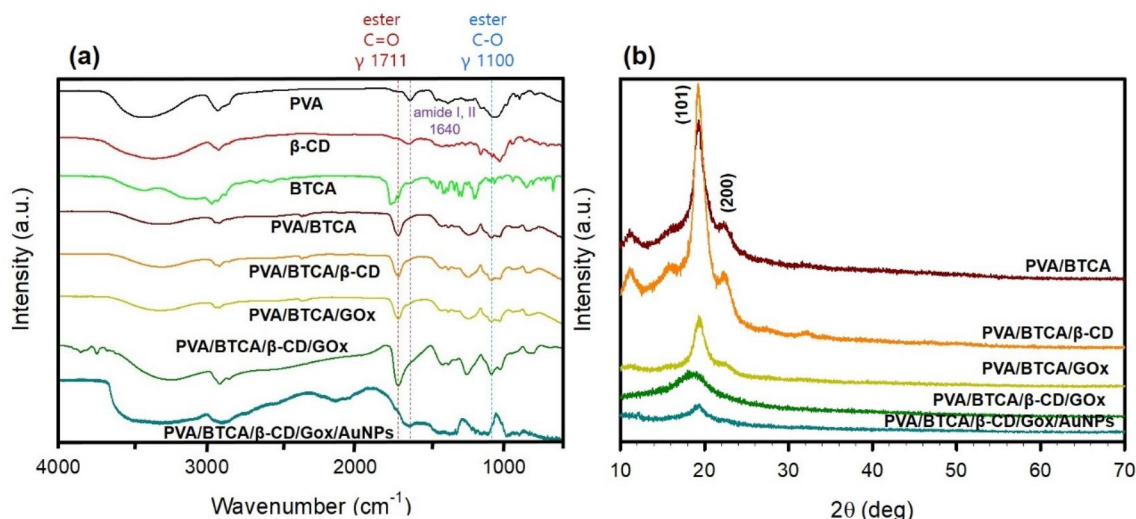 (a)
ester
C=O
γ 1711
ester
C-O
γ 1100
PVA
amide I, II
1640
β-CD
BTCA
PVA/BTCA
PVA/BTCA/β-CD
PVA/BTCA/GOx
PVA/BTCA/β-CD/GOx
PVA/BTCA/β-CD/Gox/AuNPs
Intensity (a.u.)
4000 3000 2000 1000
Wavenumber (cm⁻¹)
(b)
(101)
(200)
PVA/BTCA
PVA/BTCA/β-CD
PVA/BTCA/GOx
PVA/BTCA/β-CD/GOx
PVA/BTCA/β-CD/Gox/AuNPs
Intensity (a.u.)
10 20 30 40 50 60 70
2θ (deg)